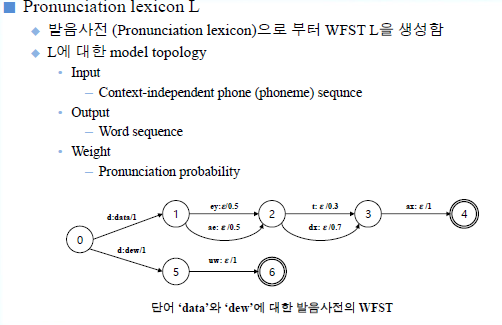 Pronunciation lexicon L
발음사전 (Pronunciation lexicon)으로 부터 WFST L을 생성함
L에 대한 model topology
Input
– Context-independent phone (phoneme) sequnce
Output
– Word sequence
Weight
– Pronunciation probability
d:data/1
ey:ε/0.5
ae: ε /0.5
t: ε /0.3
dx: ε /0.7
ax: ε /1
0
1
2
3
4
d:dew/1
uw: ε /1
5
6
단어 ‘data’와 ‘dew’에 대한 발음사전의 WFST